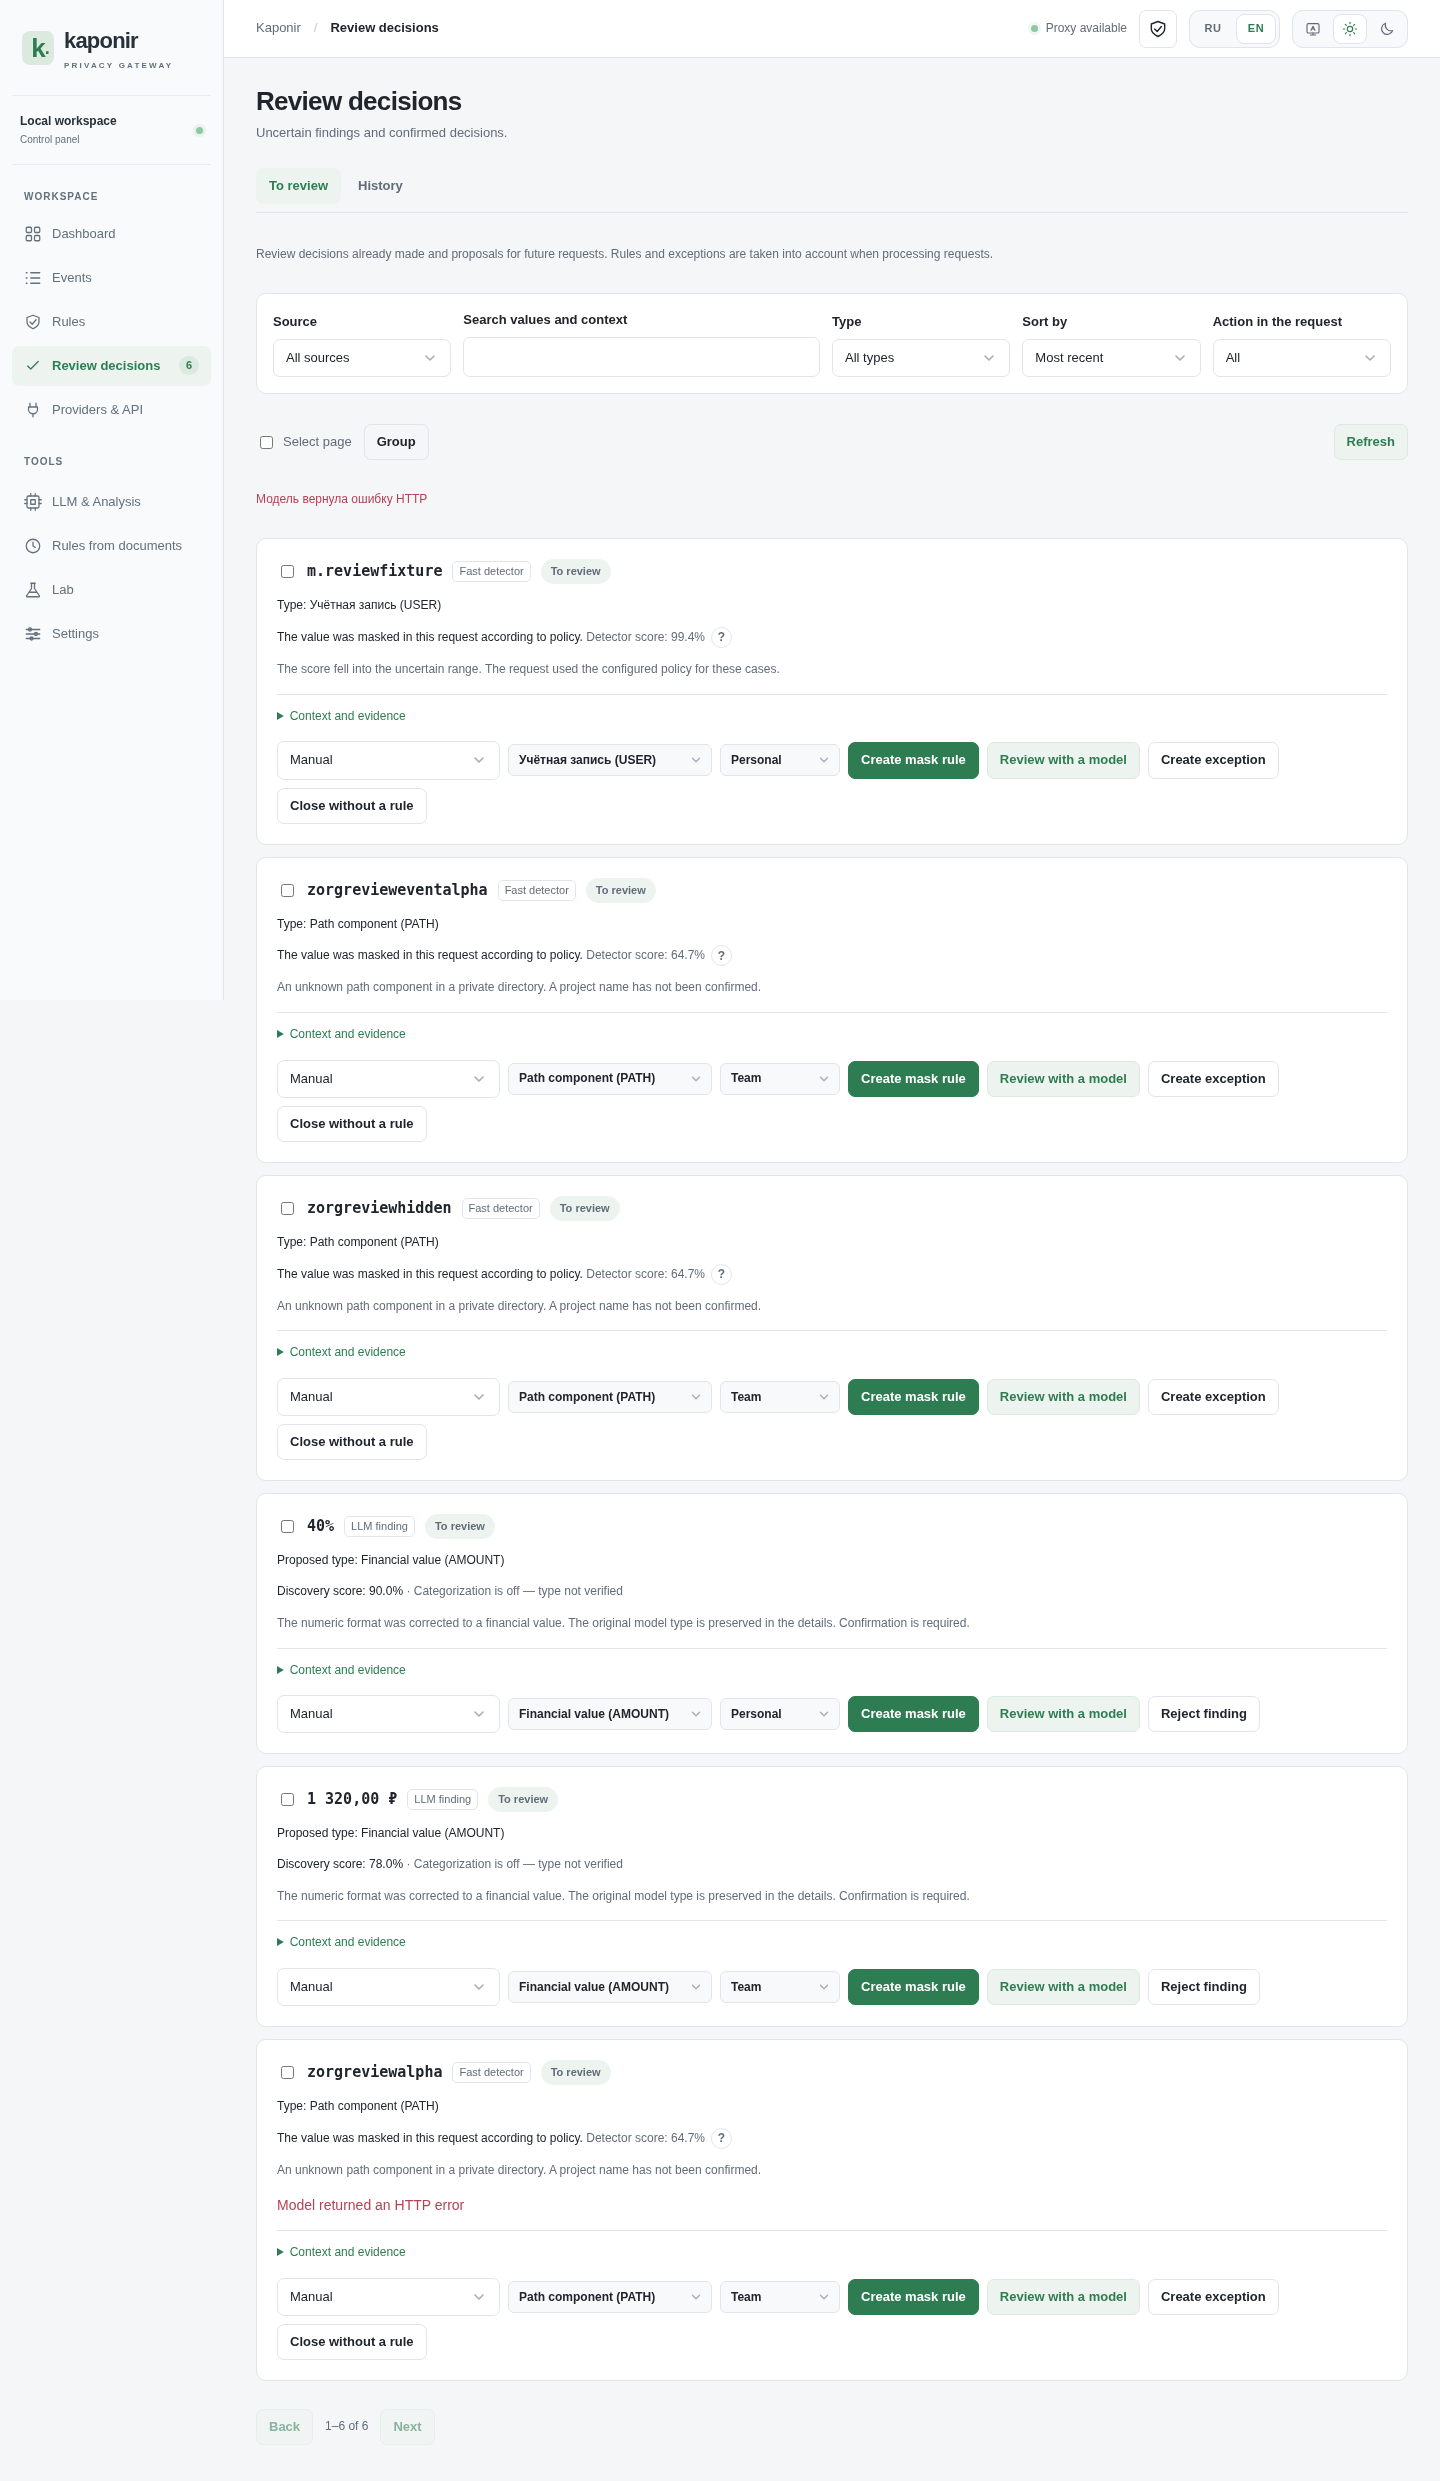 k.
kaponir
PRIVACY GATEWAY
Local workspace
Control panel
WORKSPACE
Dashboard
Events
Rules
Review decisions 6
Providers & API
TOOLS
LLM & Analysis
Rules from documents
Lab
Settings
Kaponir / Review decisions
Proxy available
RU EN
Review decisions
Uncertain findings and confirmed decisions.
To review History
Review decisions already made and proposals for future requests. Rules and exceptions are taken into account when processing requests.
Source Search values and context Type Sort by Action in the request
All sources All types Most recent All
Select page Group Refresh
Модель вернула ошибку HTTP
m.reviewfixture Fast detector To review
Type: Учётная запись (USER)
The value was masked in this request according to policy. Detector score: 99.4% ?
The score fell into the uncertain range. The request used the configured policy for these cases.
Context and evidence
Manual Учётная запись (USER) Personal Create mask rule Review with a model Create exception
Close without a rule
zorgrevieweventalpha Fast detector To review
Type: Path component (PATH)
The value was masked in this request according to policy. Detector score: 64.7% ?
An unknown path component in a private directory. A project name has not been confirmed.
Context and evidence
Manual Path component (PATH) Team Create mask rule Review with a model Create exception
Close without a rule
zorgreviewhidden Fast detector To review
Type: Path component (PATH)
The value was masked in this request according to policy. Detector score: 64.7% ?
An unknown path component in a private directory. A project name has not been confirmed.
Context and evidence
Manual Path component (PATH) Team Create mask rule Review with a model Create exception
Close without a rule
40% LLM finding To review
Proposed type: Financial value (AMOUNT)
Discovery score: 90.0% · Categorization is off — type not verified
The numeric format was corrected to a financial value. The original model type is preserved in the details. Confirmation is required.
Context and evidence
Manual Financial value (AMOUNT) Personal Create mask rule Review with a model Reject finding
1 320,00 ₽ LLM finding To review
Proposed type: Financial value (AMOUNT)
Discovery score: 78.0% · Categorization is off — type not verified
The numeric format was corrected to a financial value. The original model type is preserved in the details. Confirmation is required.
Context and evidence
Manual Financial value (AMOUNT) Team Create mask rule Review with a model Reject finding
zorgreviewalpha Fast detector To review
Type: Path component (PATH)
The value was masked in this request according to policy. Detector score: 64.7% ?
An unknown path component in a private directory. A project name has not been confirmed.
Model returned an HTTP error
Context and evidence
Manual Path component (PATH) Team Create mask rule Review with a model Create exception
Close without a rule
Back 1–6 of 6 Next